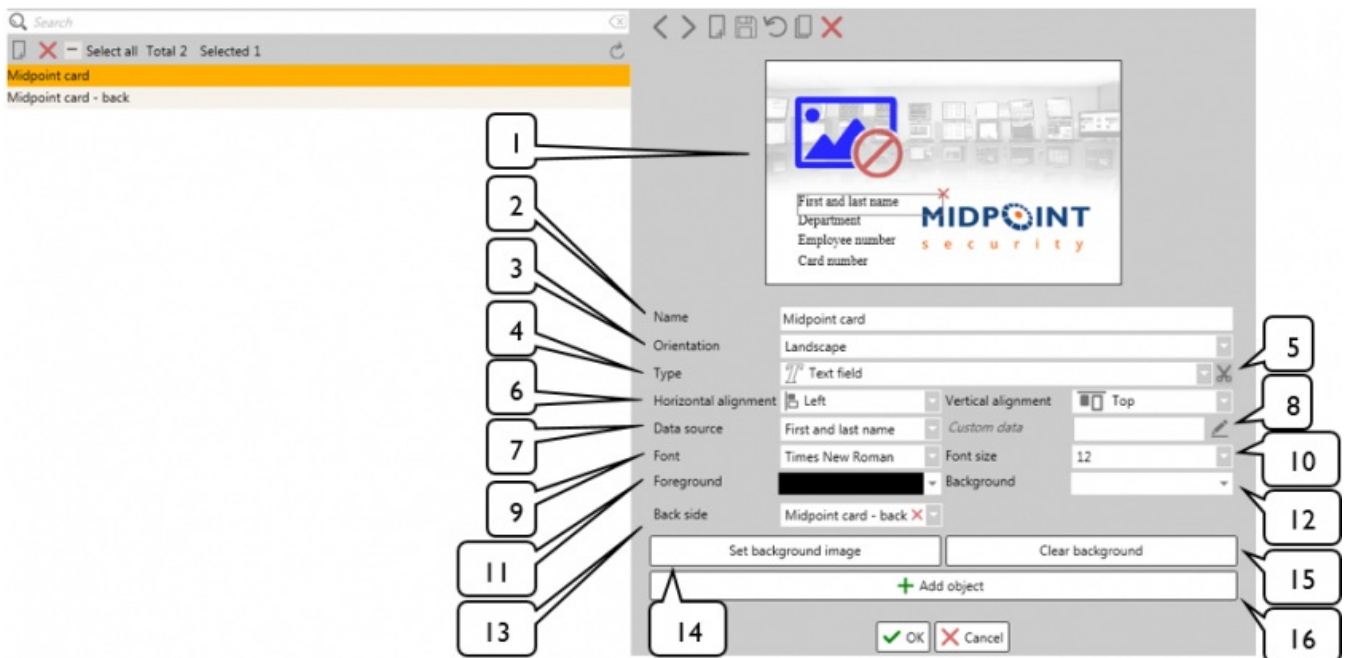 Search
Select all Total 2 Selected 1
Midpoint card
Midpoint card - back
1
First and last name
Department
Employee number
Card number
MIDPOINT
security
2
3
4
5
6
7
8
9
10
11
12
13
14
15
16
Name Midpoint card
Orientation Landscape
Type Text field
Horizontal alignment Left Vertical alignment Top
Data source First and last name Custom data
Font Times New Roman Font size 12
Foreground Background
Back side Midpoint card - back
Set background image Clear background
Add object
OK Cancel